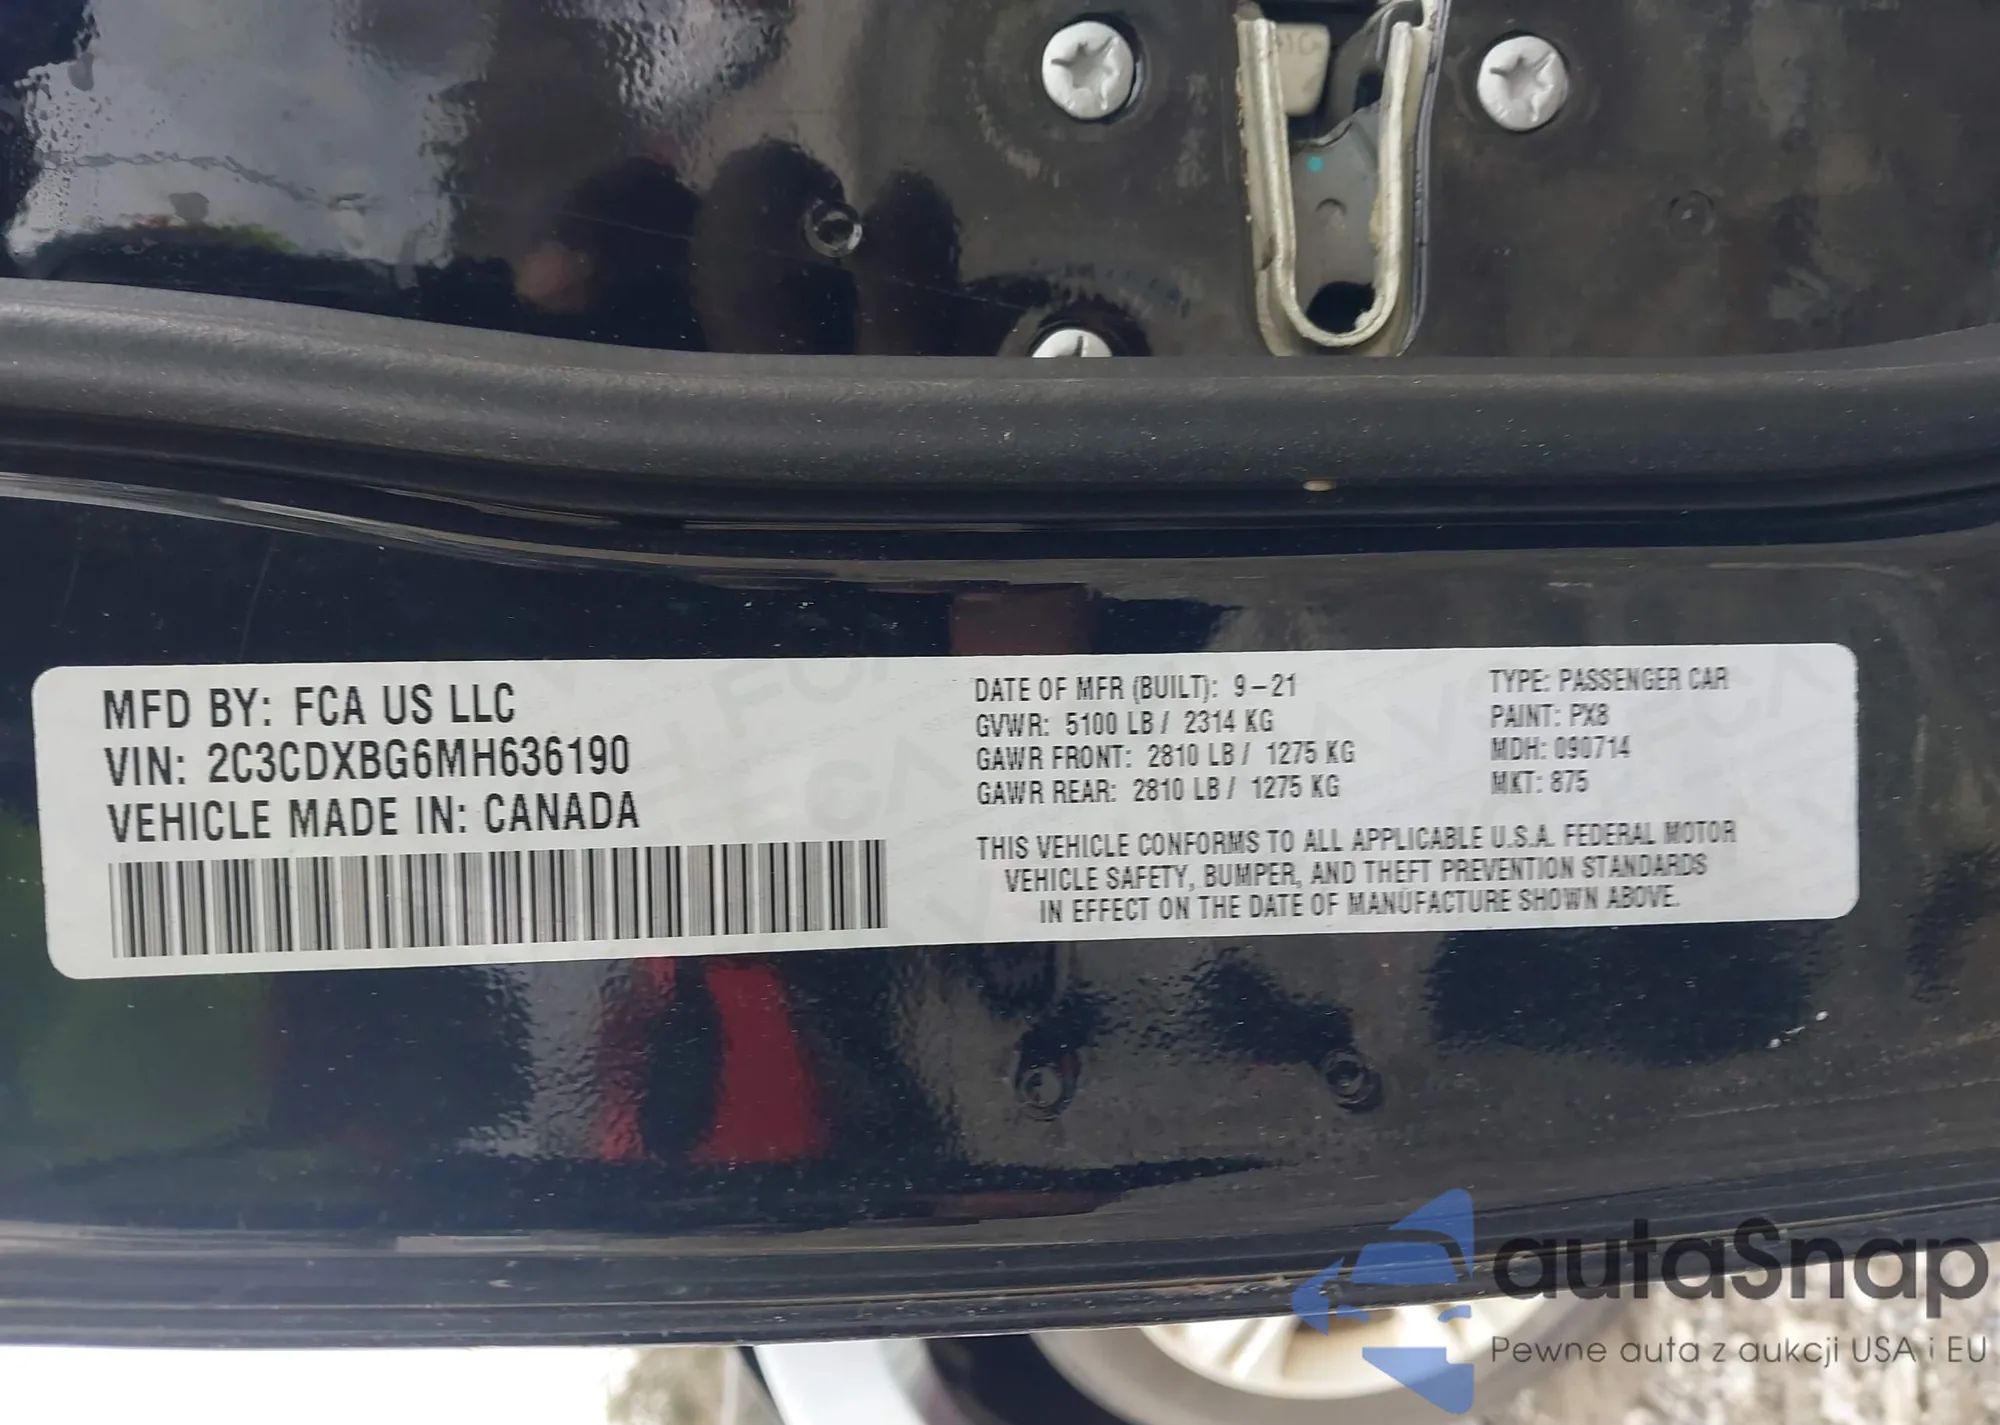 MFD BY: FCA US LLC
VIN: 2C3CDXBG6MH636190
VEHICLE MADE IN: CANADA
DATE OF MFR (BUILT): 9-21
GVWR: 5100 LB / 2314 KG
GAWR FRONT: 2810 LB / 1275 KG
GAWR REAR: 2810 LB / 1275 KG
TYPE: PASSENGER CAR
PAINT: PX8
MDH: 090714
MKT: 875
THIS VEHICLE CONFORMS TO ALL APPLICABLE U.S.A. FEDERAL MOTOR
VEHICLE SAFETY, BUMPER, AND THEFT PREVENTION STANDARDS
IN EFFECT ON THE DATE OF MANUFACTURE SHOWN ABOVE.
autaSnap
Pewne auta z aukcji USA i EU